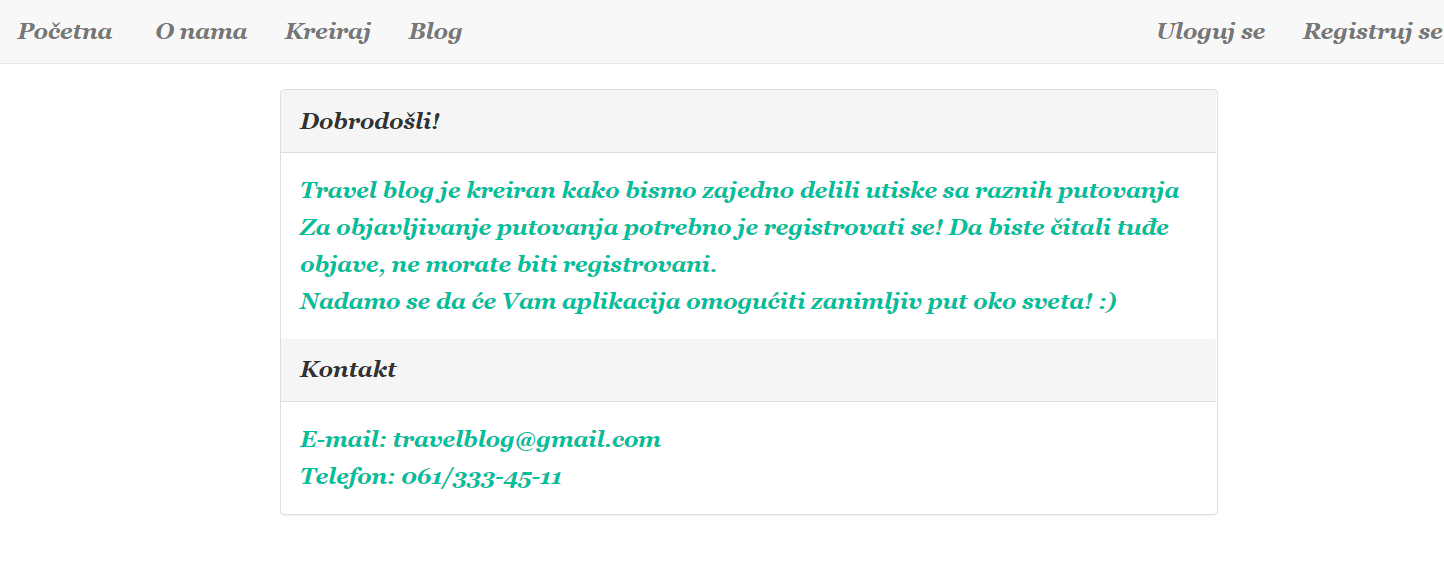 Početna O nama Kreiraj Blog Uloguj se Registruj se
Dobrodošli!
Travel blog je kreiran kako bismo zajedno delili utiske sa raznih putovanja
Za objavljivanje putovanja potrebno je registrovati se! Da biste čitali tuđe
objave, ne morate biti registrovani.
Nadamo se da će Vam aplikacija omogućiti zanimljiv put oko sveta! :)
Kontakt
E-mail: travelblog@gmail.com
Telefon: 061/333-45-11